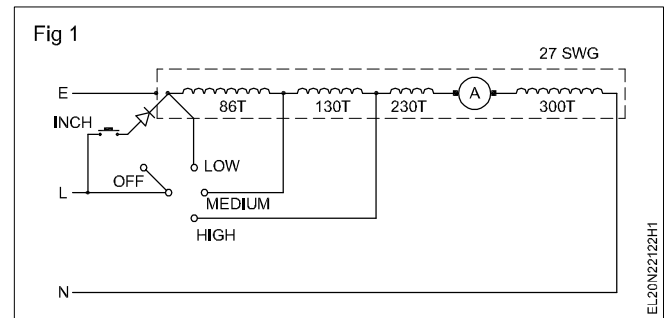 Fig 1
27 SWG
E
86T
130T
230T
A
300T
INCH
LOW
OFF
L
MEDIUM
HIGH
N
EL20N22122H1